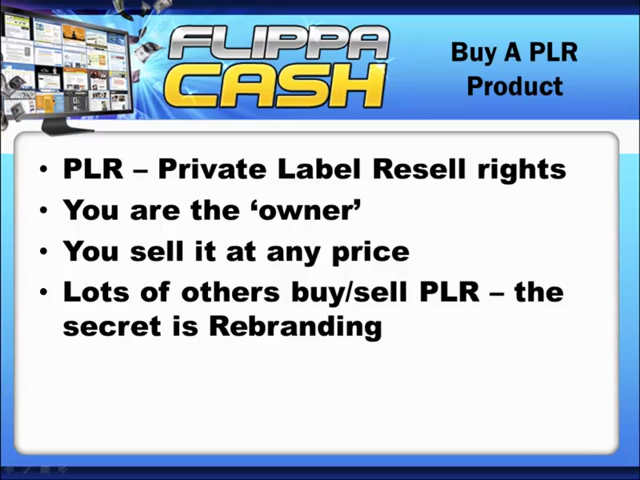 FLIPPA
CASH
Buy A PLR
Product
• PLR – Private Label Resell rights
• You are the ‘owner’
• You sell it at any price
• Lots of others buy/sell PLR – the
secret is Rebranding